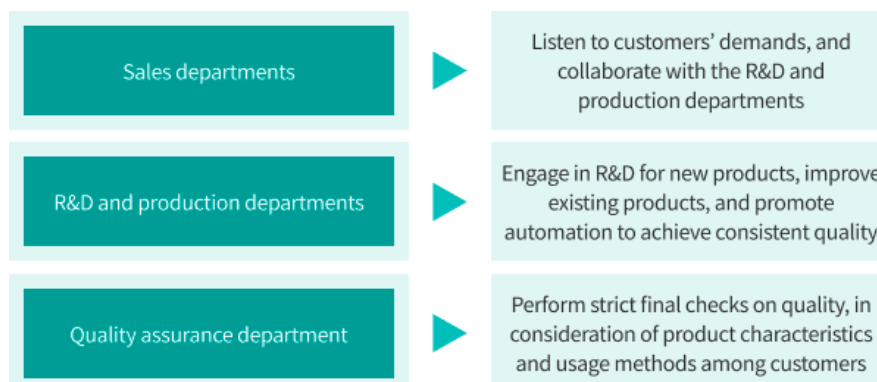 Sales departments
Listen to customers’ demands, and
collaborate with the R&D and
production departments
R&D and production departments
Engage in R&D for new products, improve
existing products, and promote
automation to achieve consistent quality
Quality assurance department
Perform strict final checks on quality, in
consideration of product characteristics
and usage methods among customers